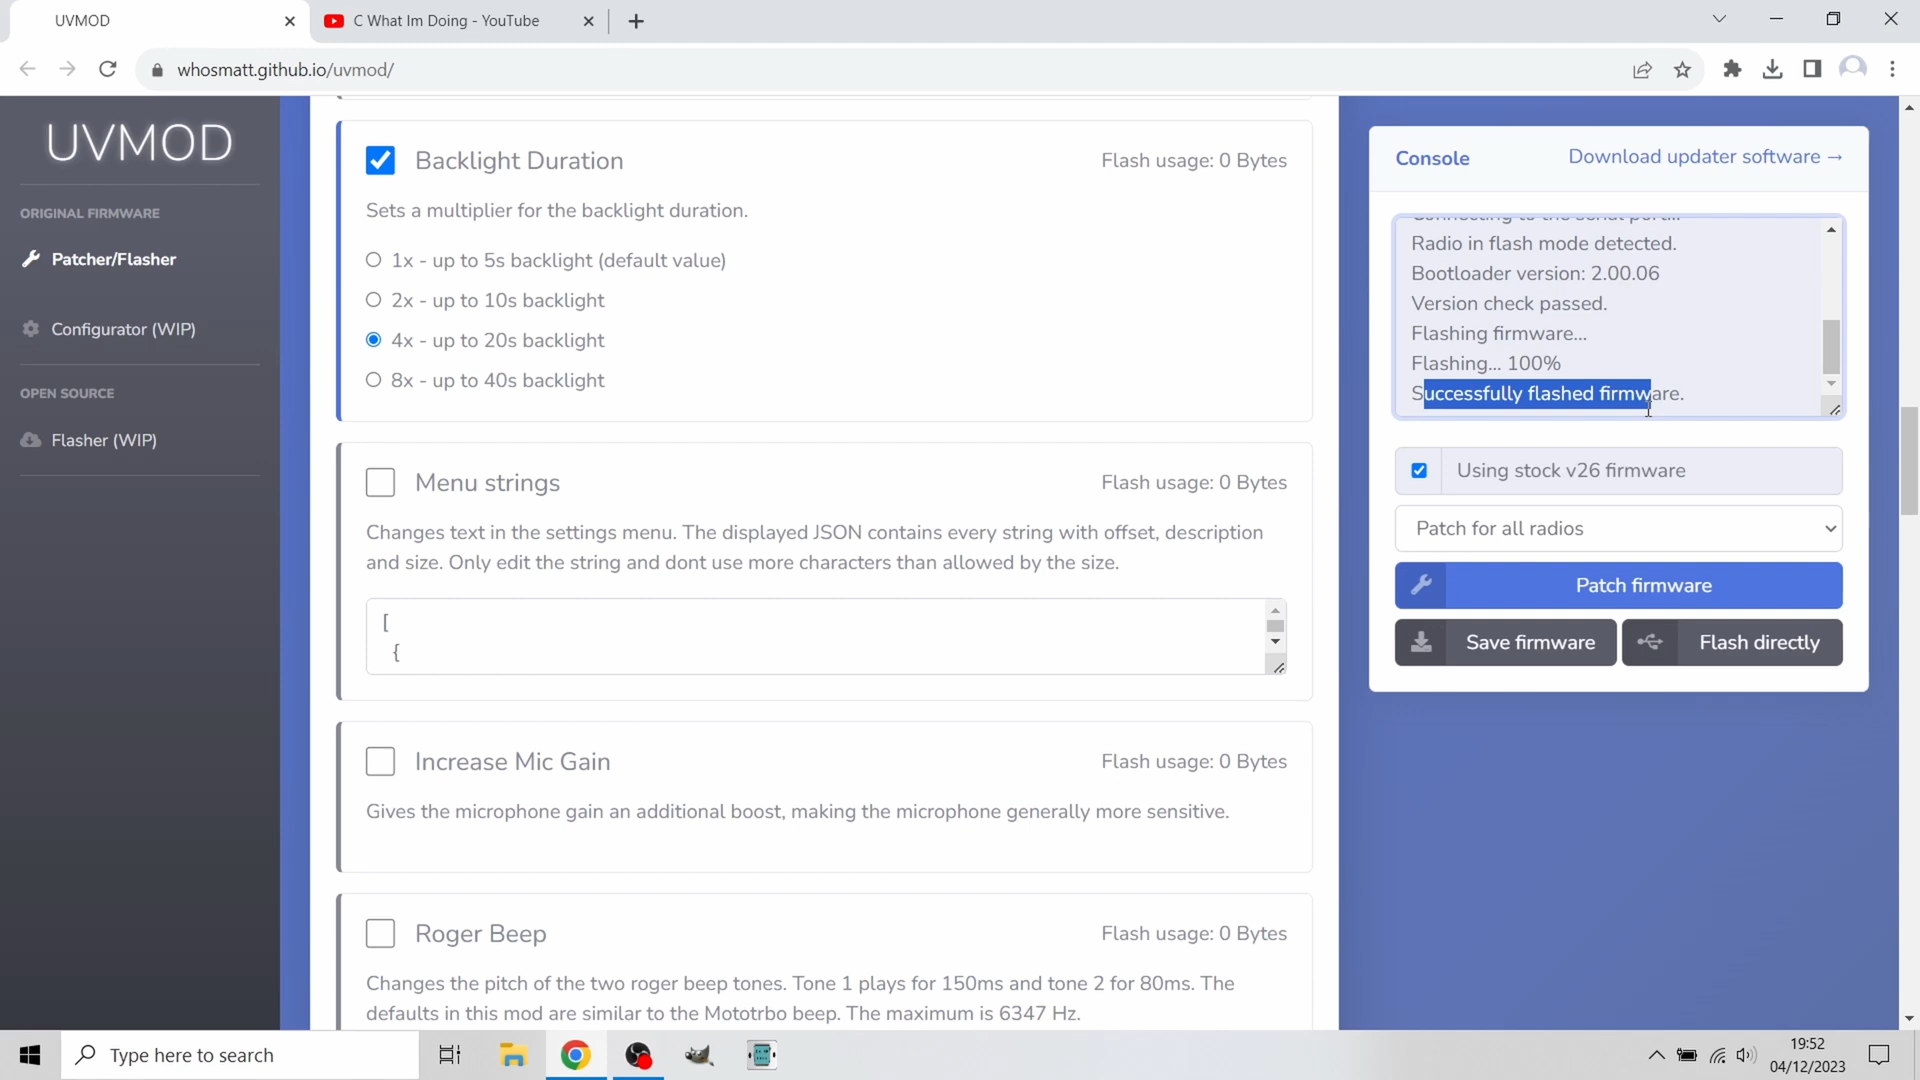 UVMOD
C What Im Doing - YouTube
whosmatt.github.io/uvmod/
UVMOD
ORIGINAL FIRMWARE
Patcher/Flasher
Configurator (WIP)
OPEN SOURCE
Flasher (WIP)
Backlight Duration
Flash usage: 0 Bytes
Sets a multiplier for the backlight duration.
1x - up to 5s backlight (default value)
2x - up to 10s backlight
4x - up to 20s backlight
8x - up to 40s backlight
Menu strings
Flash usage: 0 Bytes
Changes text in the settings menu. The displayed JSON contains every string with offset, description
and size. Only edit the string and dont use more characters than allowed by the size.
[
{
Increase Mic Gain
Flash usage: 0 Bytes
Gives the microphone gain an additional boost, making the microphone generally more sensitive.
Roger Beep
Flash usage: 0 Bytes
Changes the pitch of the two roger beep tones. Tone 1 plays for 150ms and tone 2 for 80ms. The
defaults in this mod are similar to the Mototrbo beep. The maximum is 6347 Hz.
Console
Download updater software →
Connecting to the serial port...
Radio in flash mode detected.
Bootloader version: 2.00.06
Version check passed.
Flashing firmware...
Flashing... 100%
Successfully flashed firmware.
Using stock v26 firmware
Patch for all radios
Patch firmware
Save firmware
Flash directly
Type here to search
19:52
04/12/2023